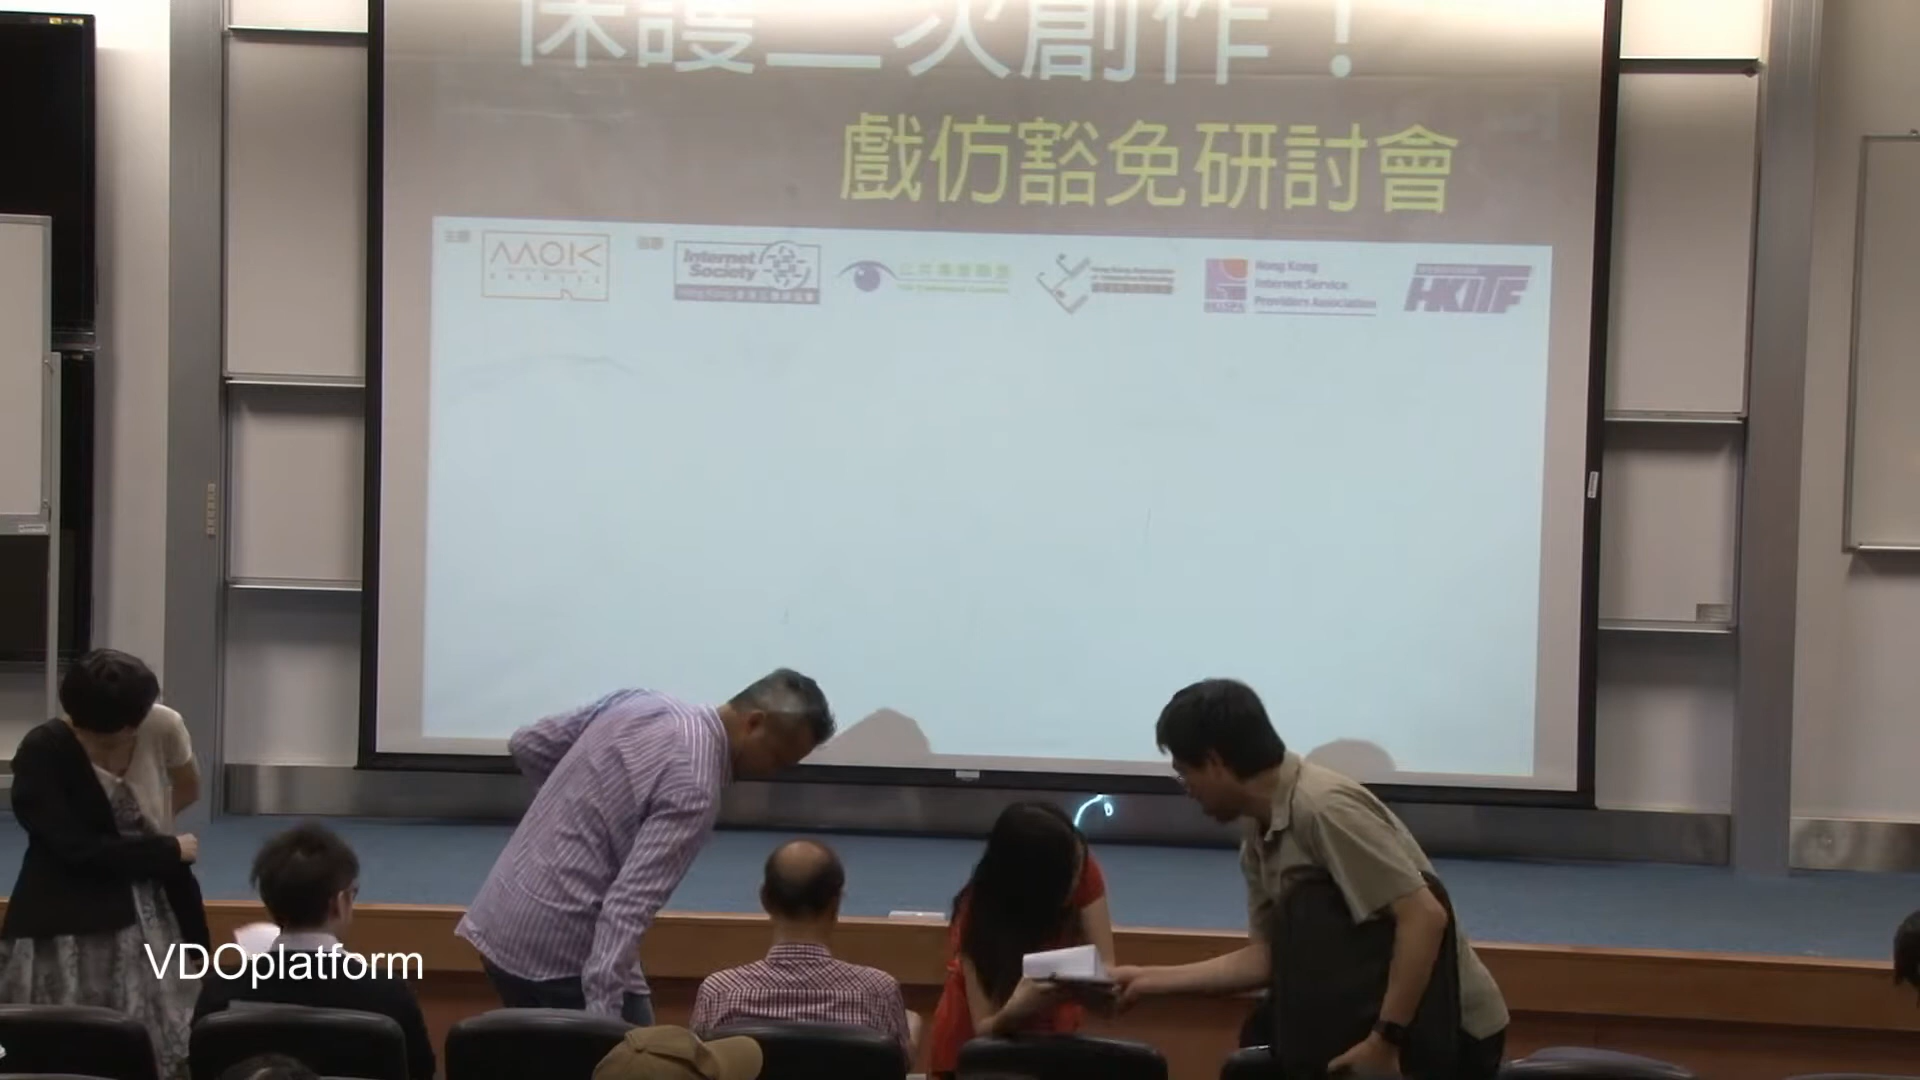 保護二次創作！
戲仿豁免研討會
Internet Society
Hong Kong
Internet Service
Providers Association
HKITF
VDOplatform